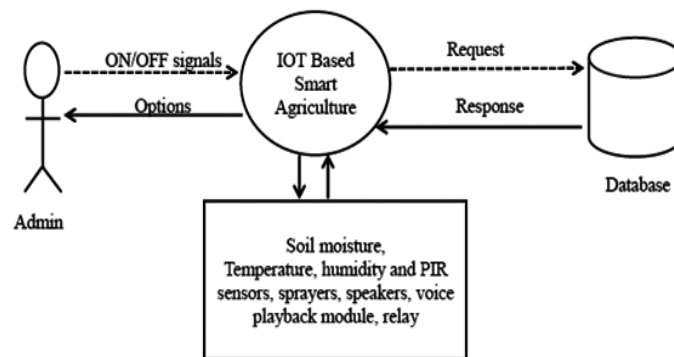 ON/OFF signals
Options
Admin
IOT Based
Smart
Agriculture
Request
Response
Database
Soil moisture,
Temperature, humidity and PIR
sensors, sprayers, speakers, voice
playback module, relay